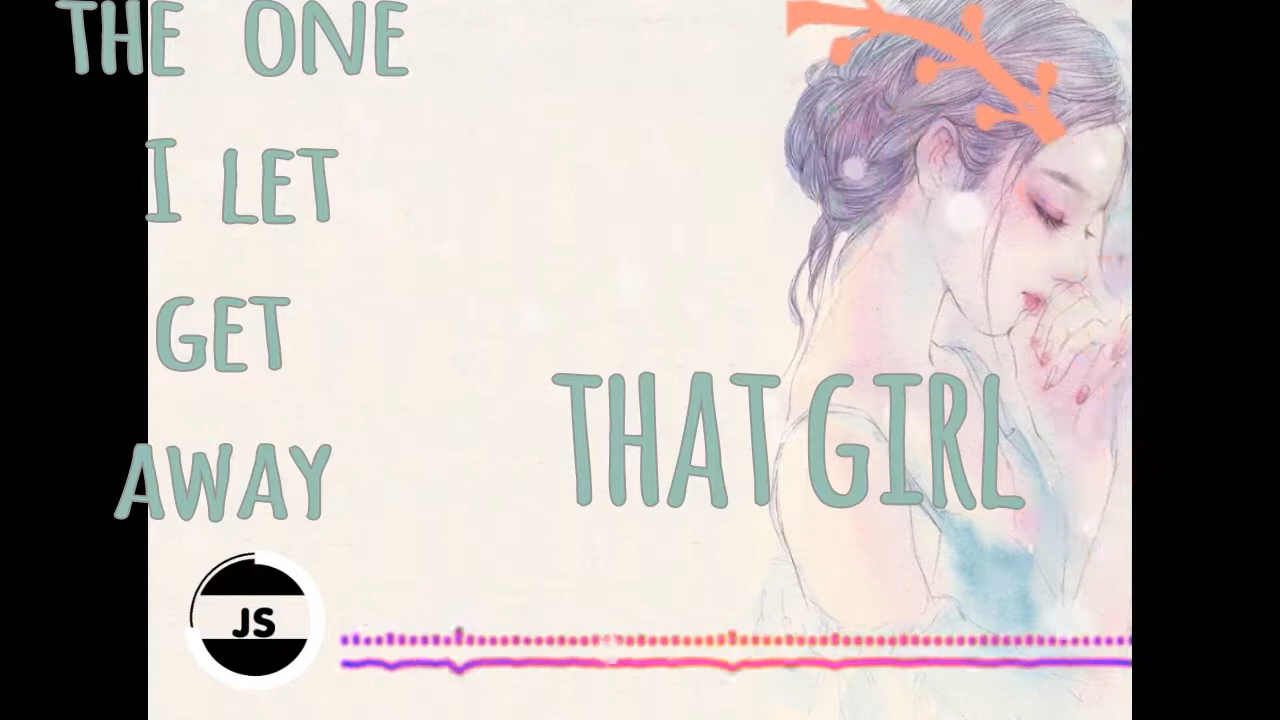 THE ONE
I LET
GET
AWAY
THAT GIRL
JS